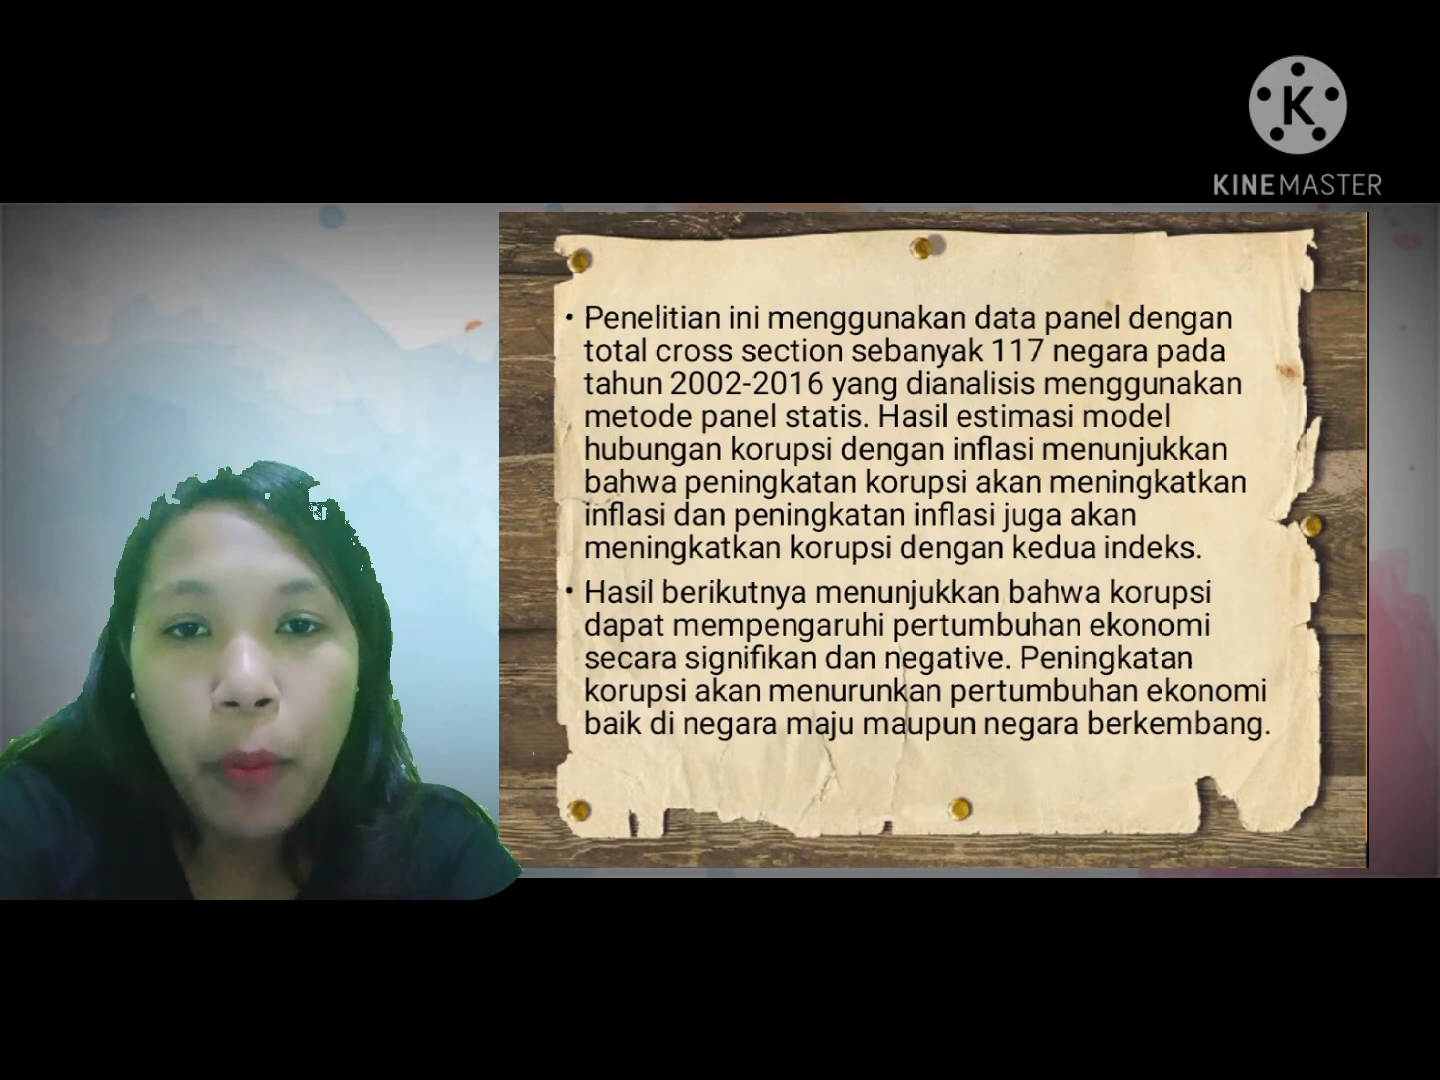 K
KINEMASTER
• Penelitian ini menggunakan data panel dengan
total cross section sebanyak 117 negara pada
tahun 2002-2016 yang dianalisis menggunakan
metode panel statis. Hasil estimasi model
hubungan korupsi dengan inflasi menunjukkan
bahwa peningkatan korupsi akan meningkatkan
inflasi dan peningkatan inflasi juga akan
meningkatkan korupsi dengan kedua indeks.
• Hasil berikutnya menunjukkan bahwa korupsi
dapat mempengaruhi pertumbuhan ekonomi
secara signifikan dan negative. Peningkatan
korupsi akan menurunkan pertumbuhan ekonomi
baik di negara maju maupun negara berkembang.